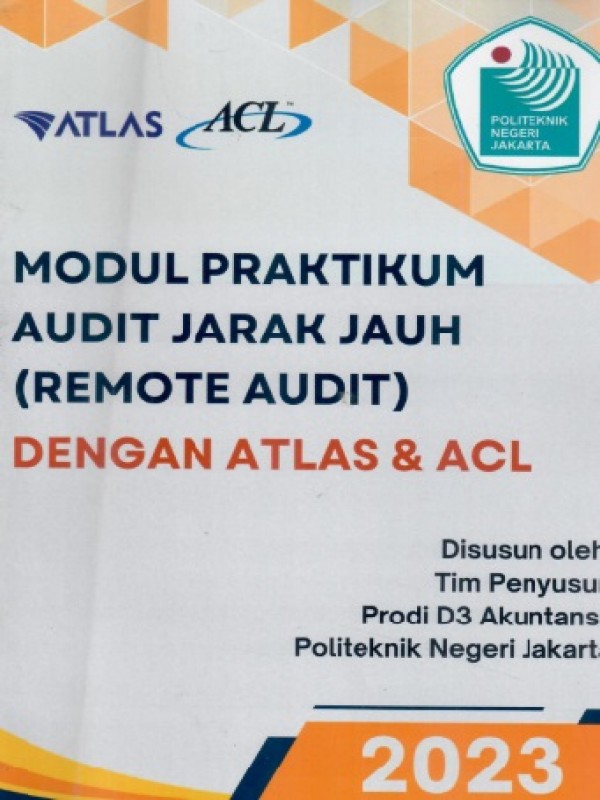 ATLAS
ACL™
POLITEKNIK
NEGERI
JAKARTA
MODUL PRAKTIKUM
AUDIT JARAK JAUH
(REMOTE AUDIT)
DENGAN ATLAS & ACL
Disusun oleh
Tim Penyusun
Prodi D3 Akuntansi
Politeknik Negeri Jakarta
2023